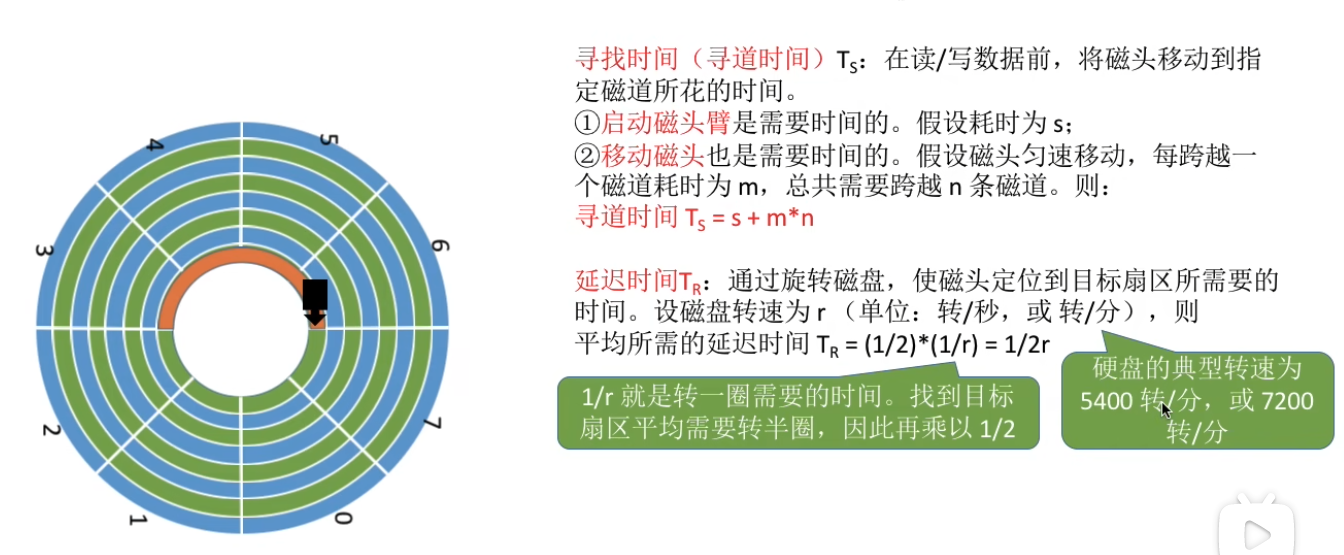 寻找时间（寻道时间）TS：在读/写数据前，将磁头移动到指
定磁道所花的时间。
①启动磁头臂是需要时间的。假设耗时为 s；
②移动磁头也是需要时间的。假设磁头匀速移动，每跨越一
个磁道耗时为 m，总共需要跨越 n 条磁道。则：
寻道时间 TS = s + m*n
延迟时间TR：通过旋转磁盘，使磁头定位到目标扇区所需要的
时间。设磁盘转速为 r （单位：转/秒，或 转/分），则
平均所需的延迟时间 TR = (1/2)*(1/r) = 1/2r
1/r 就是转一圈需要的时间。找到目标
扇区平均需要转半圈，因此再乘以 1/2
硬盘的典型转速为
5400 转/分，或 7200
转/分
4
5
3
6
2
7
1
0